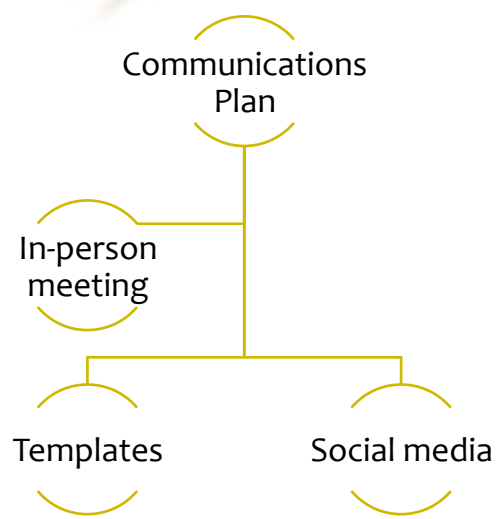 Communications
Plan
In-person
meeting
Templates
Social media